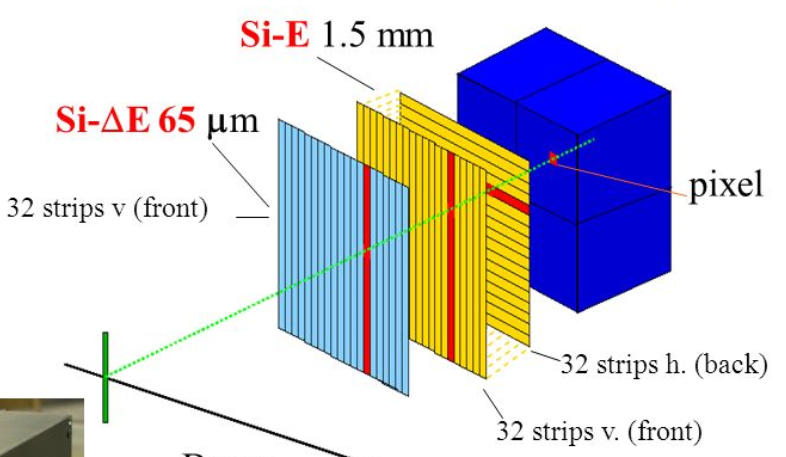 Si-E 1.5 mm
Si-ΔE 65 μm
32 strips v (front)
pixel
32 strips h. (back)
32 strips v. (front)